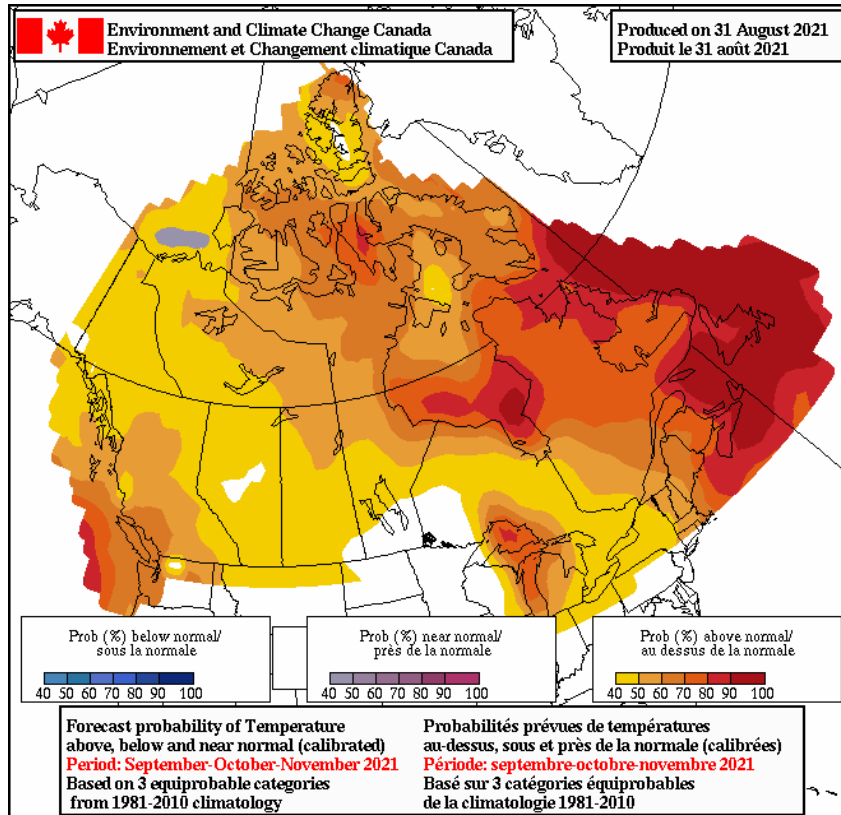 Environment and Climate Change Canada
Environnement et Changement climatique Canada
Produced on 31 August 2021
Produit le 31 août 2021
Prob (%) below normal/
sous la normale
40 50 60 70 80 90 100
Prob (%) near normal/
près de la normale
40 50 60 70 80 90 100
Prob (%) above normal/
au dessus de la normale
40 50 60 70 80 90 100
Forecast probability of Temperature
above, below and near normal (calibrated)
Period: September-October-November 2021
Based on 3 equiprobable categories
from 1981-2010 climatology
Probabilités prévues de températures
au-dessus, sous et près de la normale (calibrées)
Période: septembre-octobre-novembre 2021
Basé sur 3 catégories équiprobables
de la climatologie 1981-2010